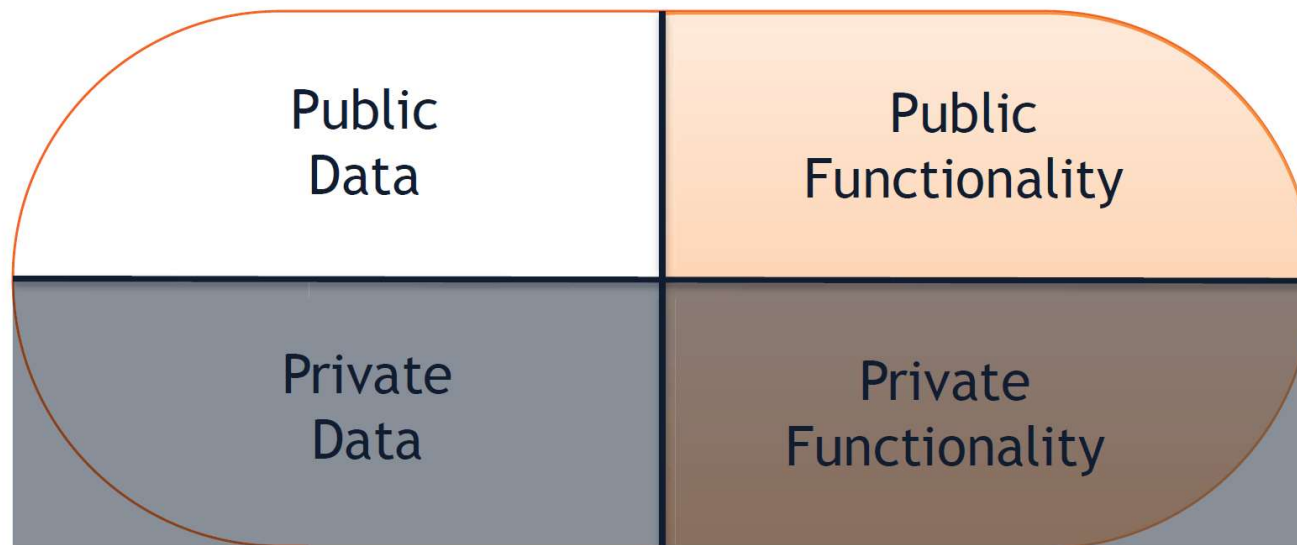 Public
Data
Public
Functionality
Private
Data
Private
Functionality